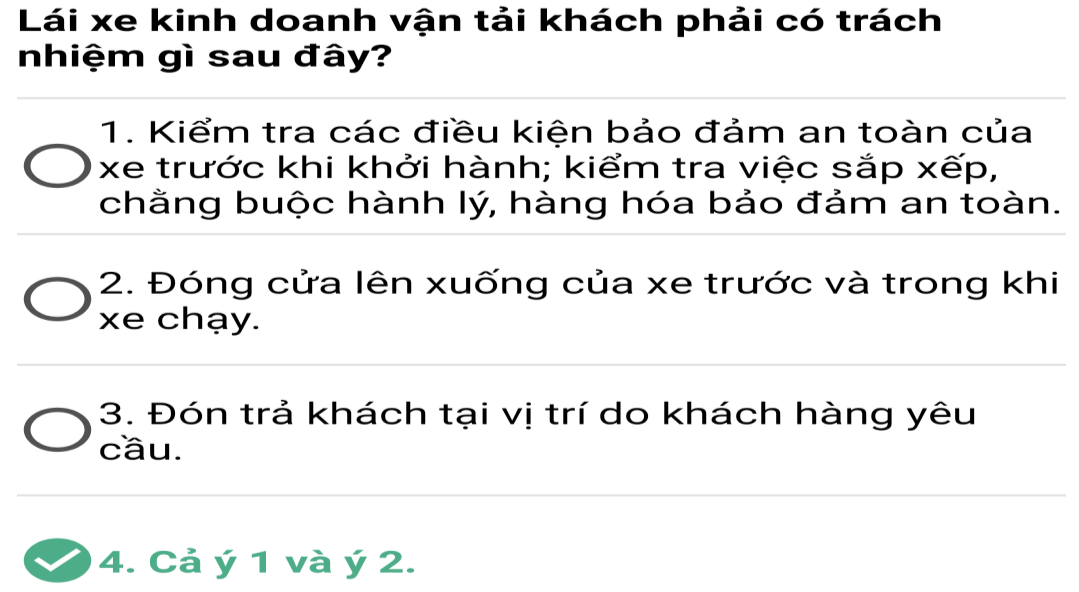 Lái xe kinh doanh vận tải khách phải có trách
nhiệm gì sau đây?
1. Kiểm tra các điều kiện bảo đảm an toàn của
xe trước khi khởi hành; kiểm tra việc sắp xếp,
chằng buộc hành lý, hàng hóa bảo đảm an toàn.
2. Đóng cửa lên xuống của xe trước và trong khi
xe chạy.
3. Đón trả khách tại vị trí do khách hàng yêu
cầu.
4. Cả ý 1 và ý 2.